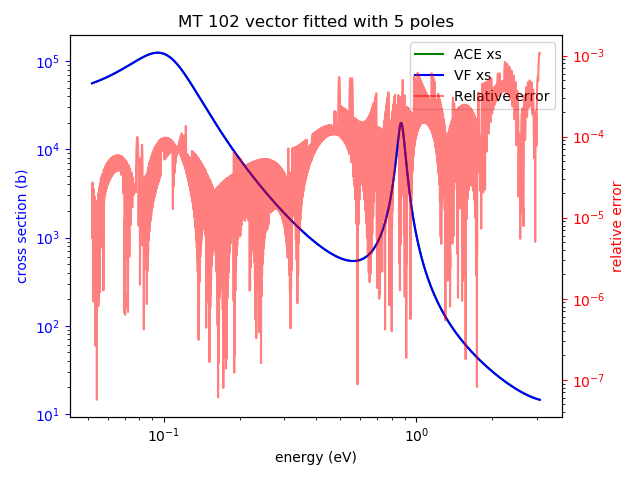 MT 102 vector fitted with 5 poles
ACE xs
VF xs
Relative error
cross section (b)
10^5
10^4
10^3
10^2
10^1
10^-3
10^-4
10^-5
10^-6
10^-7
relative error
10^-1
10^0
energy (eV)